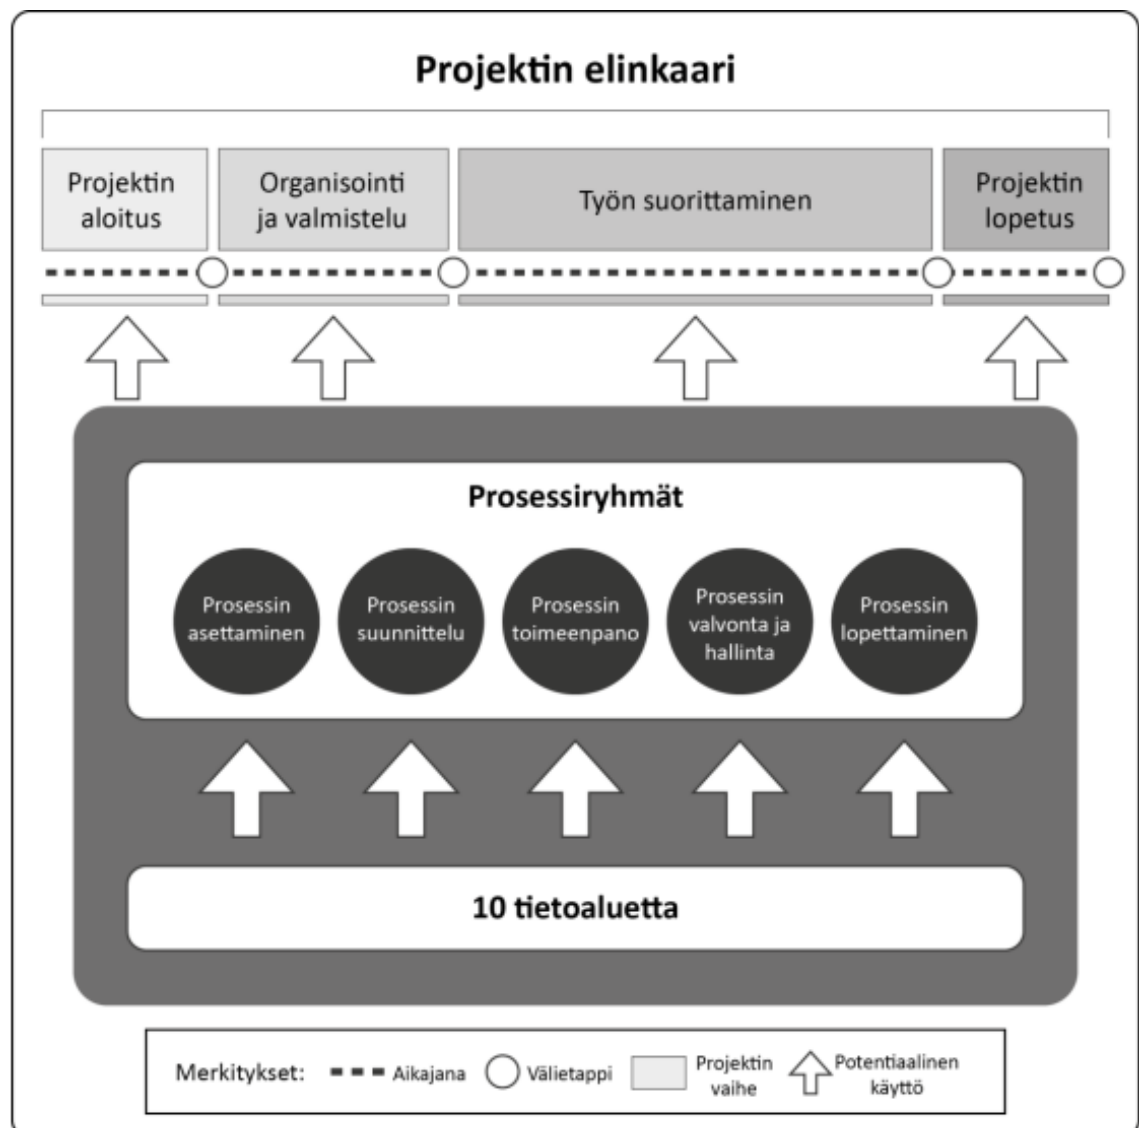 Projektin elinkaari
Projektin
aloitus
Organisointi
ja valmistelu
Työn suorittaminen
Projektin
lopetus
Prosessiryhmät
Prosessin
asettaminen
Prosessin
suunnittelu
Prosessin
toimeenpano
Prosessin
valvonta ja
hallinta
Prosessin
lopettaminen
10 tietoaluetta
Merkitykset:
Aikajana
Välietappi
Projektin
vaihe
Potentiaalinen
käyttö